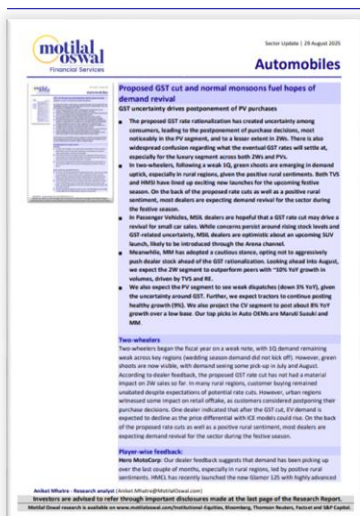 motilal
oswal
Financial Services
Sector Update | 29 August 2025
Automobiles
Proposed GST cut and normal monsoons fuel hopes of
demand revival
GST uncertainty drives postponement of PV purchases
The proposed GST rate rationalization has created uncertainty among
consumers, leading to the postponement of purchase decisions, most
noticeably in the PV segment, and to a lesser extent in 2Ws. There is also
widespread confusion regarding what the eventual GST rates will settle at,
especially for the luxury segment across both 2Ws and PVs.
In two-wheelers, following a weak 1Q, green shoots are emerging in demand
uptick, especially in rural regions, given the positive rural sentiments. Both TVS
and HMSI have lined up exciting new launches for the upcoming festive
season. On the back of the proposed rate cuts as well as a positive rural
sentiment, most dealers are expecting demand revival for the sector during
the festive season.
In Passenger Vehicles, MSIL dealers are hopeful that a GST rate cut may drive a
revival for small car sales. While concerns persist around rising stock levels and
GST-related uncertainty, MSIL dealers are optimistic about an upcoming SUV
launch, likely to be introduced through the Arena channel.
Meanwhile, MM has adopted a cautious stance, opting not to aggressively
push dealer stock ahead of the GST rationalization. Looking ahead into August,
we expect the 2W segment to outperform peers with ~10% YoY growth in
volumes, driven by TVS and RE.
We also expect the PV segment to see weak dispatches (down 3% YoY), given
the uncertainty around GST. Further, we expect tractors to continue posting
healthy growth (9%). We also project the CV segment to post about 8% YoY
growth over a low base. Our top picks in Auto OEMs are Maruti Suzuki and
MM.
Two-wheelers
Two-wheelers began the fiscal year on a weak note, with 1Q demand remaining
weak across key regions (wedding season demand did not kick off). However, green
shoots are now visible, with demand seeing some pick-up in July and August.
According to dealer feedback, the proposed GST rate cut has not had a material
impact on 2W sales so far. In many rural regions, customer buying remained
unabated despite expectations of potential rate cuts. However, urban regions
witnessed some impact on retail offtake, as customers considered postponing their
purchase decisions. One dealer indicated that after the GST cut, EV demand is
expected to decline as the price differential with ICE models could rise. On the back
of the proposed rate cuts as well as a positive rural sentiment, most dealers are
expecting demand revival for the sector during the festive season.
Player-wise feedback:
Hero MotoCorp: Our dealer feedback suggests that demand has been picking up
over the last couple of months, especially in rural regions, led by positive rural
sentiments. HMCL has recently launched the new Glamor 125 with highly advanced
Aniket Mhatre - Research analyst (Aniket.Mhatre@MotilalOswal.com)
Investors are advised to refer through important disclosures made at the last page of the Research Report.
Motilal Oswal research is available on www.motilaloswal.com/Institutional-Equities, Bloomberg, Thomson Reuters, Factset and S&P Capital.